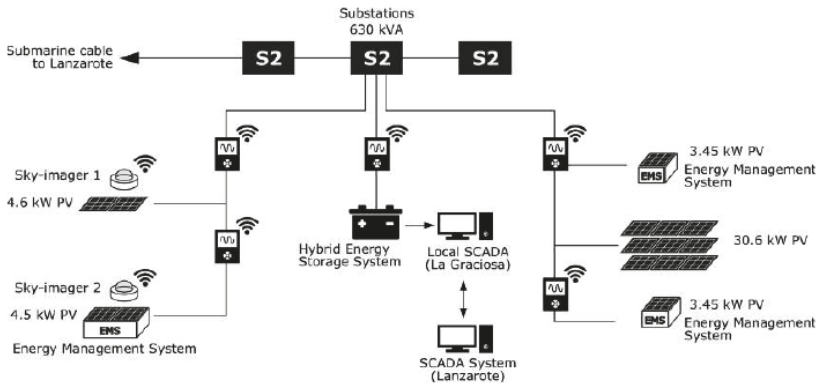 Substations
630 kVA
Submarine cable
to Lanzarote
S2
S2
S2
Sky-imager 1
4.6 kW PV
Sky-imager 2
4.5 kW PV
EMS
Energy Management System
Hybrid Energy
Storage System
Local SCADA
(La Graciosa)
SCADA System
(Lanzarote)
EMS
3.45 kW PV
Energy Management
System
30.6 kW PV
EMS
3.45 kW PV
Energy Management
System